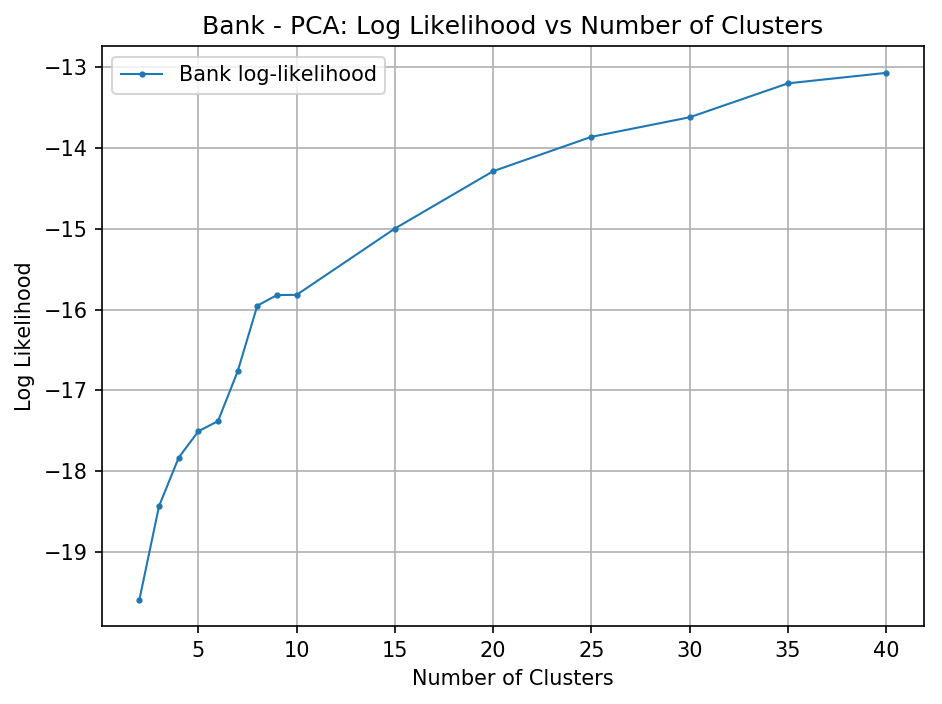 Bank - PCA: Log Likelihood vs Number of Clusters
Bank log-likelihood
−13
−14
−15
−16
−17
−18
−19
Log Likelihood
5 10 15 20 25 30 35 40
Number of Clusters